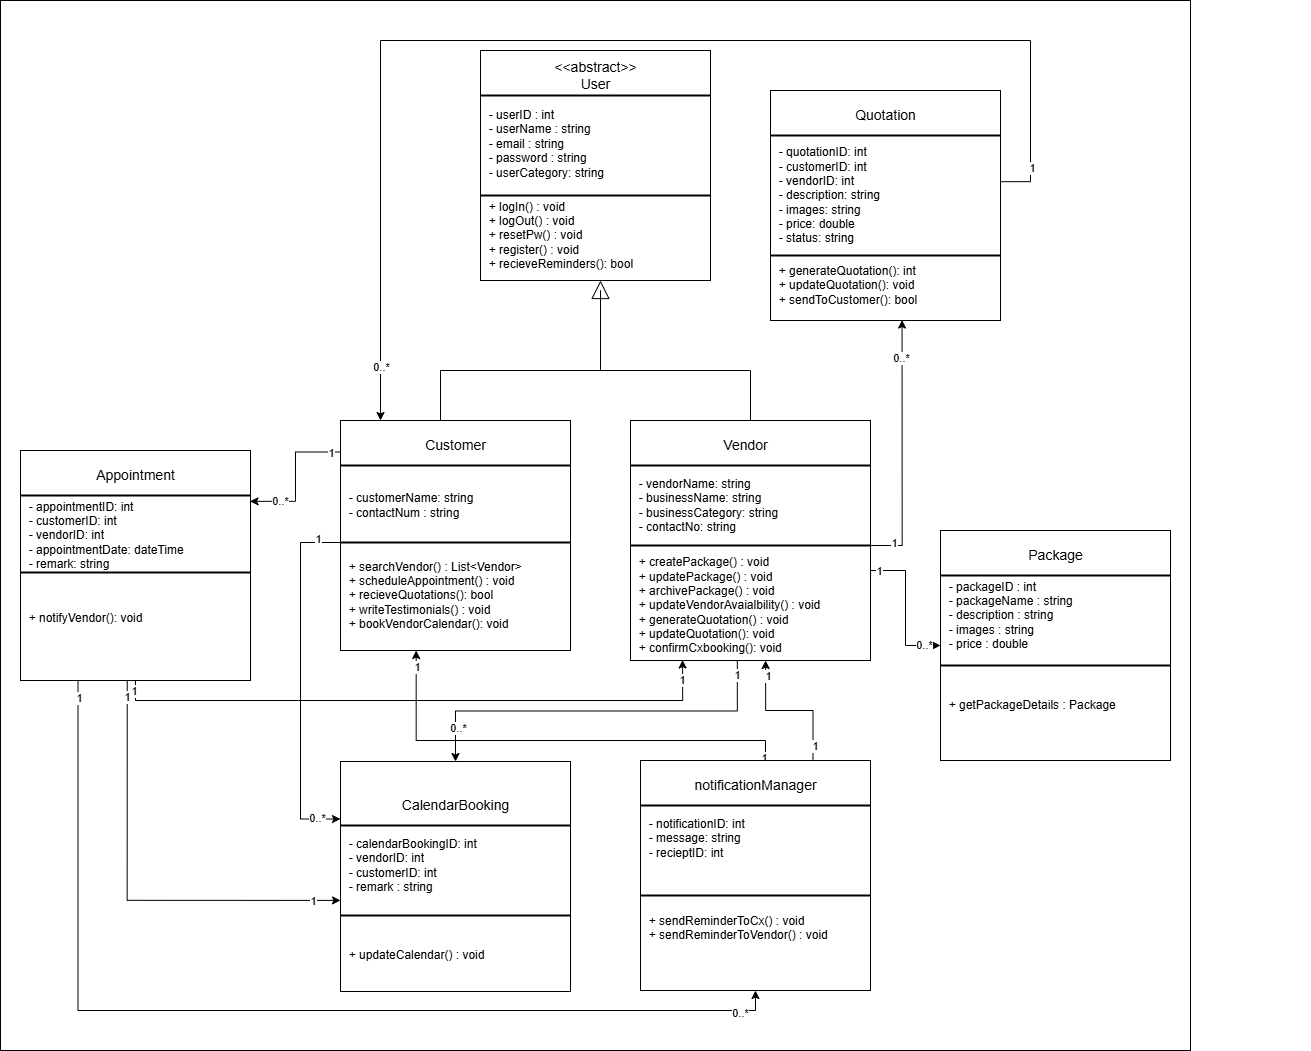 <<abstract>>
User
- userID : int
- userName : string
- email : string
- password : string
- userCategory: string
+ logIn() : void
+ logOut() : void
+ resetPw() : void
+ register() : void
+ recieveReminders(): bool
Quotation
- quotationID: int
- customerID: int
- vendorID: int
- description: string
- images: string
- price: double
- status: string
+ generateQuotation(): int
+ updateQuotation(): void
+ sendToCustomer(): bool
1
0..*
0..*
Customer
- customerName: string
- contactNum : string
+ searchVendor() : List<Vendor>
+ scheduleAppointment() : void
+ recieveQuotations(): bool
+ writeTestimonials() : void
+ bookVendorCalendar(): void
Vendor
- vendorName: string
- businessName: string
- businessCategory: string
- contactNo: string
+ createPackage() : void
+ updatePackage() : void
+ archivePackage() : void
+ updateVendorAvaialbility() : void
+ generateQuotation() : void
+ updateQuotation(): void
+ confirmCxbooking(): void
Appointment
- appointmentID: int
- customerID: int
- vendorID: int
- appointmentDate: dateTime
- remark: string
+ notifyVendor(): void
1
0..*
1
1
1
0..*
Package
- packageID : int
- packageName : string
- description : string
- images : string
- price : double
+ getPackageDetails : Package
1
1
1
1
1
1
1
0..*
1
1
CalendarBooking
- calendarBookingID: int
- vendorID: int
- customerID: int
- remark : string
+ updateCalendar() : void
0..*
1
notificationManager
- notificationID: int
- message: string
- recieptID: int
+ sendReminderToCx() : void
+ sendReminderToVendor() : void
0..*